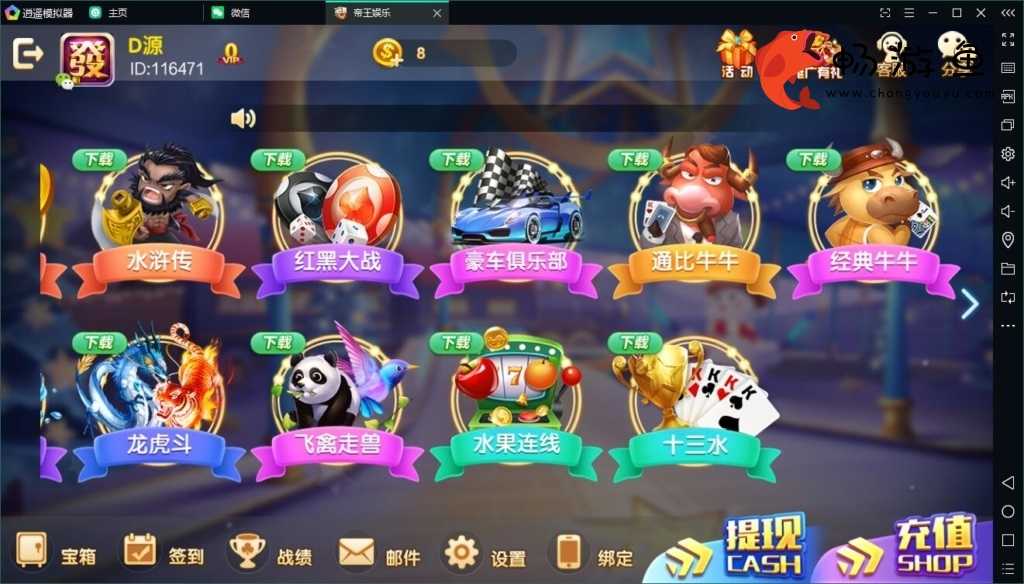 逍遥模拟器 主页 微信 帝王娱乐
發
D源
ID:116471
0
VIP
8
活动
推广有礼
客服
畅游鱼
www.changyouyu.com
下载 下载 下载 下载 下载
水浒传 红黑大战 豪车俱乐部 通比牛牛 经典牛牛
下载 下载 下载 下载
7
K K K K
龙虎斗 飞禽走兽 水果连线 十三水
宝箱 签到 战绩 邮件 设置 绑定
提现 充值
CASH SHOP